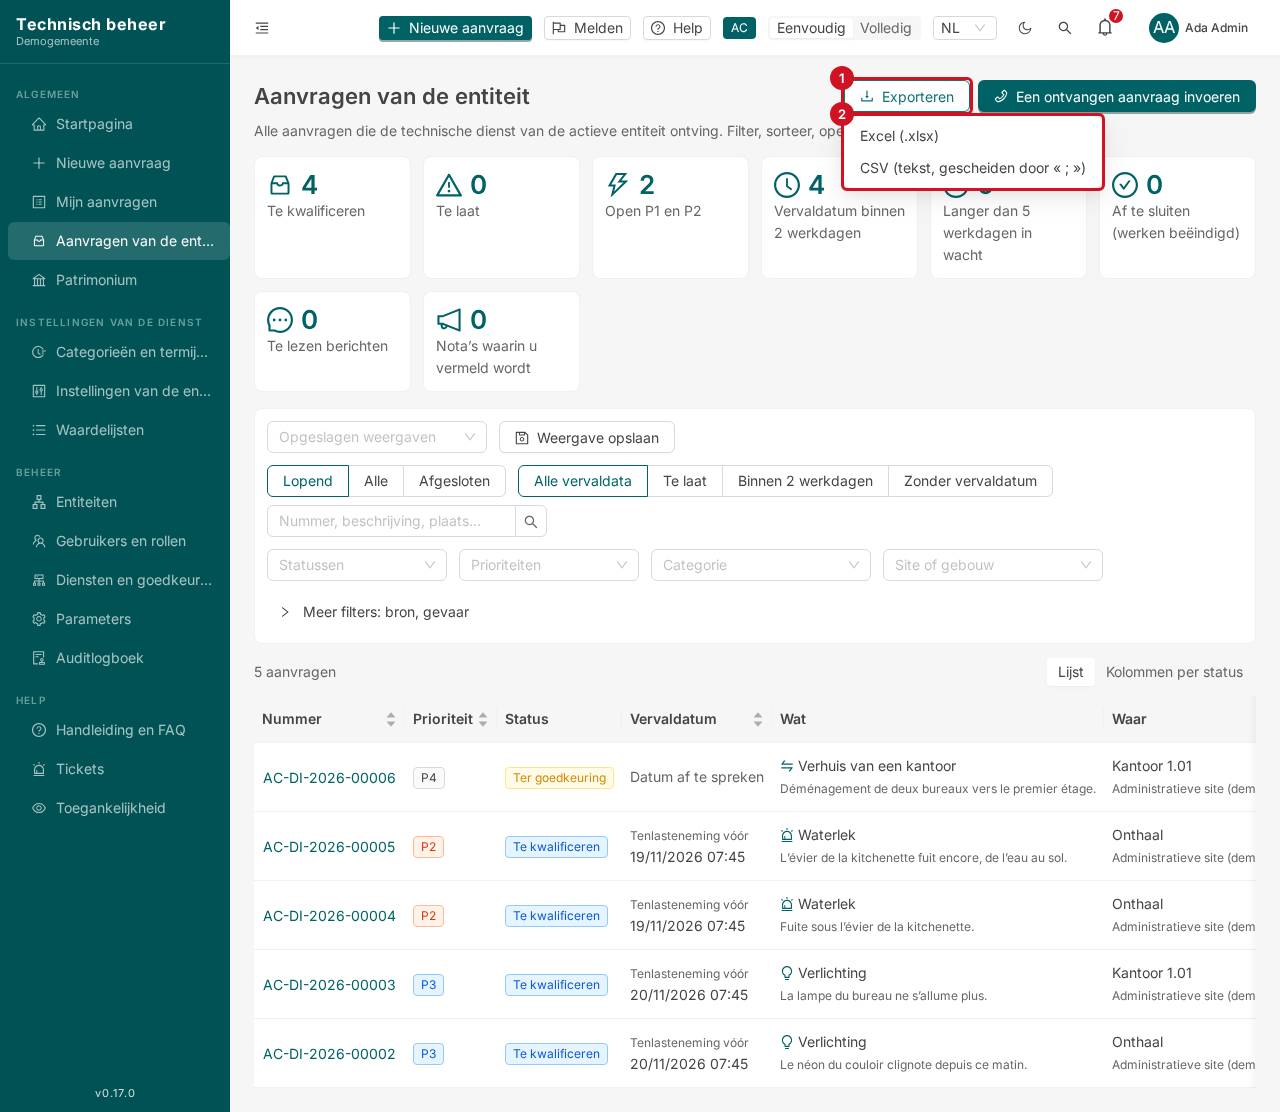 Technisch beheer
Demogemeente
ALGEMEEN
Startpagina
Nieuwe aanvraag
Mijn aanvragen
Aanvragen van de ent...
Patrimonium
INSTELLINGEN VAN DE DIENST
Categorieën en termij...
Instellingen van de en...
Waardelijsten
BEHEER
Entiteiten
Gebruikers en rollen
Diensten en goedkeur...
Parameters
Auditlogboek
HELP
Handleiding en FAQ
Tickets
Toegankelijkheid
v0.17.0
Nieuwe aanvraag Melden Help AC Eenvoudig Volledig NL 7 AA Ada Admin
Aanvragen van de entiteit
1 Exporteren Een ontvangen aanvraag invoeren
Alle aanvragen die de technische dienst van de actieve entiteit ontving. Filter, sorteer,
2
Excel (.xlsx)
CSV (tekst, gescheiden door « ; »)
4
Te kwalificeren
0
Te laat
2
Open P1 en P2
4
Vervaldatum binnen
2 werkdagen
Langer dan 5
werkdagen in
wacht
0
Af te sluiten
(werken beëindigd)
0
Te lezen berichten
0
Nota's waarin u
vermeld wordt
Opgeslagen weergaven Weergave opslaan
Lopend Alle Afgesloten Alle vervaldata Te laat Binnen 2 werkdagen Zonder vervaldatum
Nummer, beschrijving, plaats...
Statussen Prioriteiten Categorie Site of gebouw
Meer filters: bron, gevaar
5 aanvragen Lijst Kolommen per status
Nummer Prioriteit Status Vervaldatum Wat Waar
AC-DI-2026-00006 P4 Ter goedkeuring Datum af te spreken Verhuis van een kantoor Kantoor 1.01
Déménagement de deux bureaux vers le premier étage. Administratieve site (dem
AC-DI-2026-00005 P2 Te kwalificeren Tenlasteneming vóór 19/11/2026 07:45 Waterlek Onthaal
L'évier de la kitchenette fuit encore, de l'eau au sol. Administratieve site (dem
AC-DI-2026-00004 P2 Te kwalificeren Tenlasteneming vóór 19/11/2026 07:45 Waterlek Onthaal
Fuite sous l'évier de la kitchenette. Administratieve site (dem
AC-DI-2026-00003 P3 Te kwalificeren Tenlasteneming vóór 20/11/2026 07:45 Verlichting Kantoor 1.01
La lampe du bureau ne s'allume plus. Administratieve site (dem
AC-DI-2026-00002 P3 Te kwalificeren Tenlasteneming vóór 20/11/2026 07:45 Verlichting Onthaal
Le néon du couloir clignote depuis ce matin. Administratieve site (dem